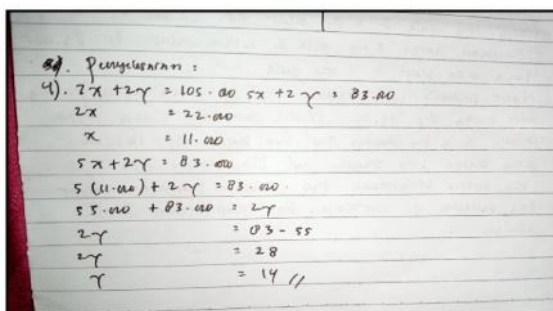 Penyelesaian :
4). 7x + 2y = 105.000 5x + 2y = 83.000
2x = 22.000
x = 11.000
5x + 2y = 83.000
5 (11.000) + 2y = 83.000.
55.000 + 83.000 = 2y
2y = 83 - 55
2y = 28
y = 14 //